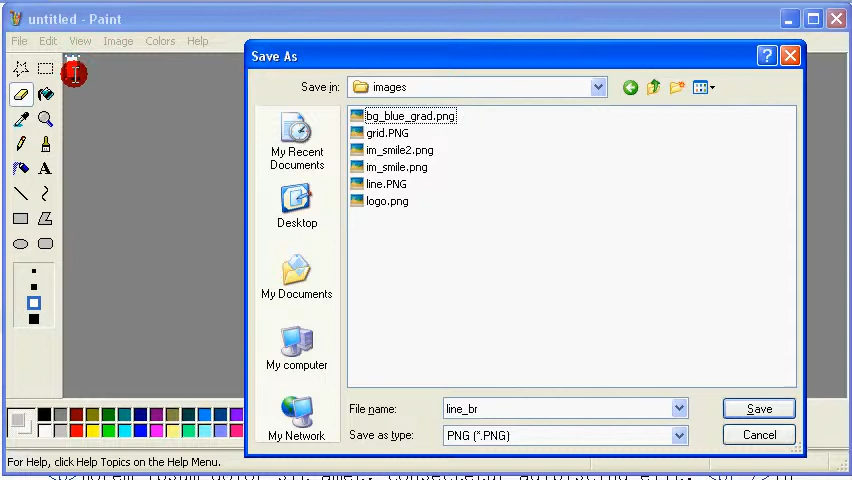 untitled - Paint
File Edit View Image Colors Help
Save As
Save in: images
bg_blue_grad.png
grid.PNG
im_smile2.png
im_smile.png
line.PNG
logo.png
My Recent
Documents
Desktop
My Documents
My computer
My Network
File name: line_br
Save
Save as type: PNG (*.PNG)
Cancel
For Help, click Help Topics on the Help Menu.